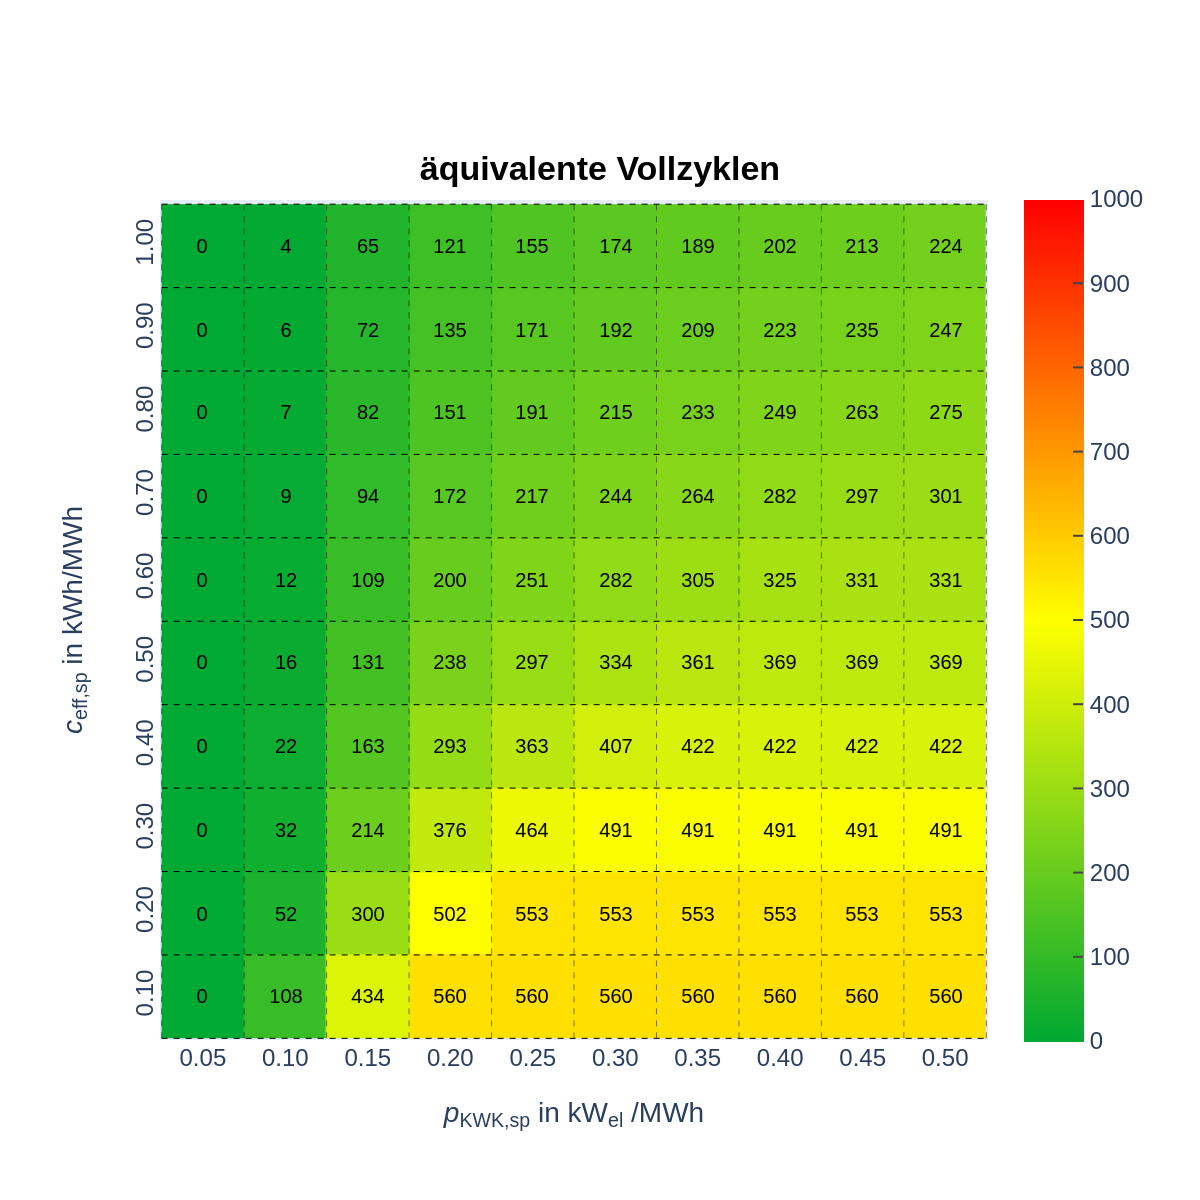 äquivalente Vollzyklen
1000
1.00 0 4 65 121 155 174 189 202 213 224
900
0.90 0 6 72 135 171 192 209 223 235 247
800
0.80 0 7 82 151 191 215 233 249 263 275
700
0.70 0 9 94 172 217 244 264 282 297 301
600
0.60 0 12 109 200 251 282 305 325 331 331
500
0.50 0 16 131 238 297 334 361 369 369 369
400
0.40 0 22 163 293 363 407 422 422 422 422
300
0.30 0 32 214 376 464 491 491 491 491 491
200
0.20 0 52 300 502 553 553 553 553 553 553
100
0.10 0 108 434 560 560 560 560 560 560 560
0
c_eff,sp in kWh/MWh
0.05 0.10 0.15 0.20 0.25 0.30 0.35 0.40 0.45 0.50
p_KWK,sp in kW_el /MWh